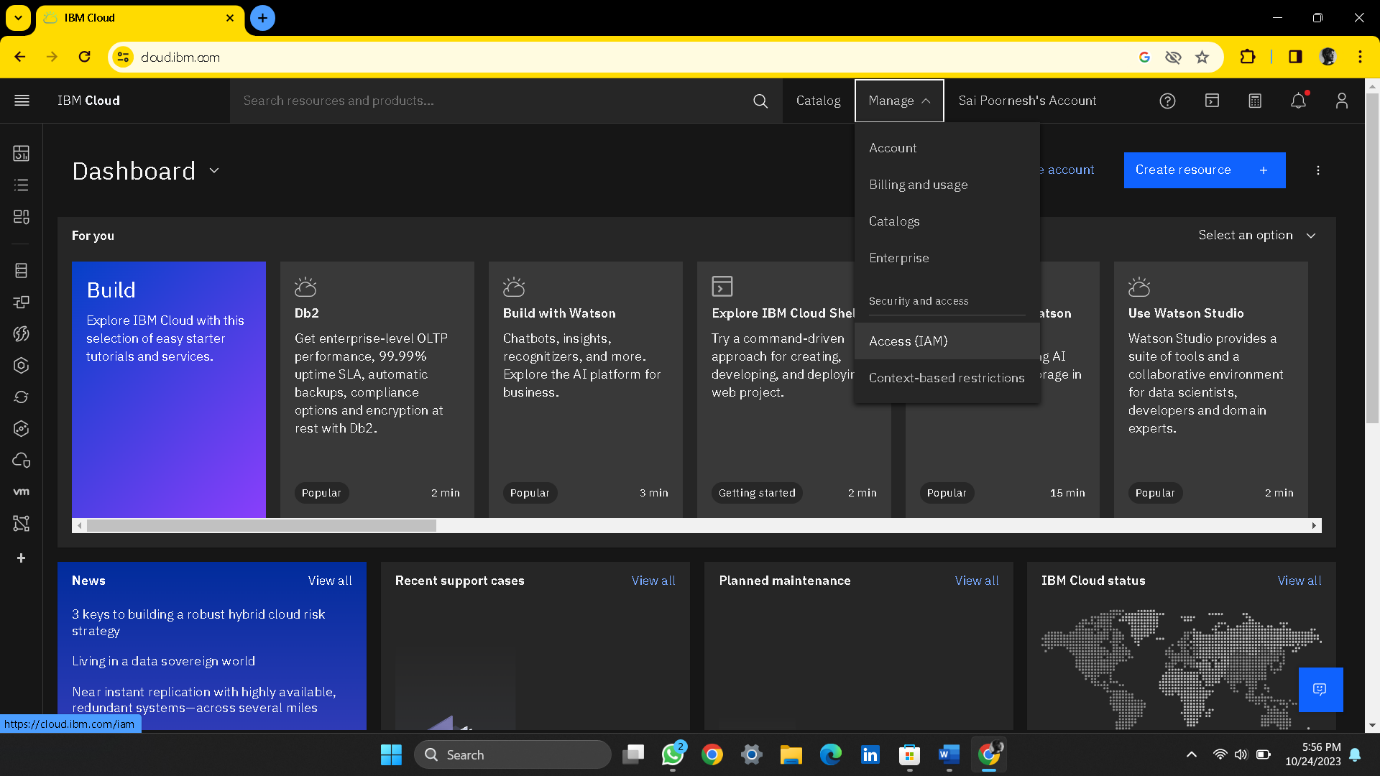 IBM Cloud
cloud.ibm.com
IBM Cloud
Search resources and products...
Catalog
Manage
Sai Poornesh's Account
Dashboard
Account
Billing and usage
Catalogs
Enterprise
Security and access
Access (IAM)
Context-based restrictions
account
Create resource +
For you
Select an option
Build
Explore IBM Cloud with this
selection of easy starter
tutorials and services.
Db2
Get enterprise-level OLTP
performance, 99.99%
uptime SLA, automatic
backups, compliance
options and encryption at
rest with Db2.
Popular
2 min
Build with Watson
Chatbots, insights,
recognizers, and more.
Explore the AI platform for
business.
Popular
3 min
Explore IBM Cloud Shel
Try a command-driven
approach for creating,
developing, and deployin
web project.
Getting started
2 min
atson
ng AI
orage in
Popular
15 min
Use Watson Studio
Watson Studio provides a
suite of tools and a
collaborative environment
for data scientists,
developers and domain
experts.
Popular
2 min
vm
News
View all
3 keys to building a robust hybrid cloud risk
strategy
Living in a data sovereign world
Near instant replication with highly available,
redundant systems—across several miles
Recent support cases
View all
Planned maintenance
View all
IBM Cloud status
View all
https://cloud.ibm.com/iam
Search
2
5:56 PM
10/24/2023